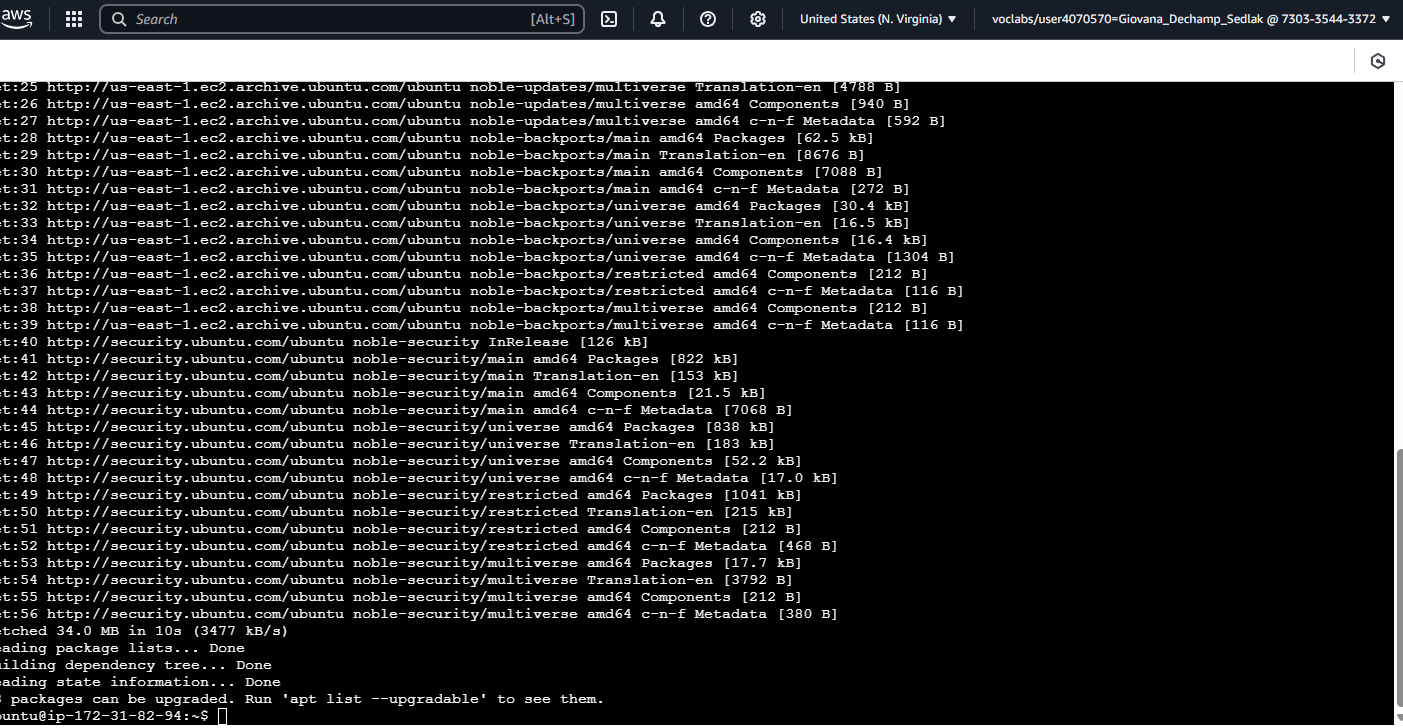 aws Search [Alt+S] United States (N. Virginia) voclabs/user4070570=Giovana_Dechamp_Sedlak @ 7303-3544-3372
et:25 http://us-east-1.ec2.archive.ubuntu.com/ubuntu noble-updates/multiverse Translation-en [4788 B]
et:26 http://us-east-1.ec2.archive.ubuntu.com/ubuntu noble-updates/multiverse amd64 Components [940 B]
et:27 http://us-east-1.ec2.archive.ubuntu.com/ubuntu noble-updates/multiverse amd64 c-n-f Metadata [592 B]
et:28 http://us-east-1.ec2.archive.ubuntu.com/ubuntu noble-backports/main amd64 Packages [62.5 kB]
et:29 http://us-east-1.ec2.archive.ubuntu.com/ubuntu noble-backports/main Translation-en [8676 B]
et:30 http://us-east-1.ec2.archive.ubuntu.com/ubuntu noble-backports/main amd64 Components [7088 B]
et:31 http://us-east-1.ec2.archive.ubuntu.com/ubuntu noble-backports/main amd64 c-n-f Metadata [272 B]
et:32 http://us-east-1.ec2.archive.ubuntu.com/ubuntu noble-backports/universe amd64 Packages [30.4 kB]
et:33 http://us-east-1.ec2.archive.ubuntu.com/ubuntu noble-backports/universe Translation-en [16.5 kB]
et:34 http://us-east-1.ec2.archive.ubuntu.com/ubuntu noble-backports/universe amd64 Components [16.4 kB]
et:35 http://us-east-1.ec2.archive.ubuntu.com/ubuntu noble-backports/universe amd64 c-n-f Metadata [1304 B]
et:36 http://us-east-1.ec2.archive.ubuntu.com/ubuntu noble-backports/restricted amd64 Components [212 B]
et:37 http://us-east-1.ec2.archive.ubuntu.com/ubuntu noble-backports/restricted amd64 c-n-f Metadata [116 B]
et:38 http://us-east-1.ec2.archive.ubuntu.com/ubuntu noble-backports/multiverse amd64 Components [212 B]
et:39 http://us-east-1.ec2.archive.ubuntu.com/ubuntu noble-backports/multiverse amd64 c-n-f Metadata [116 B]
et:40 http://security.ubuntu.com/ubuntu noble-security InRelease [126 kB]
et:41 http://security.ubuntu.com/ubuntu noble-security/main amd64 Packages [822 kB]
et:42 http://security.ubuntu.com/ubuntu noble-security/main Translation-en [153 kB]
et:43 http://security.ubuntu.com/ubuntu noble-security/main amd64 Components [21.5 kB]
et:44 http://security.ubuntu.com/ubuntu noble-security/main amd64 c-n-f Metadata [7068 B]
et:45 http://security.ubuntu.com/ubuntu noble-security/universe amd64 Packages [838 kB]
et:46 http://security.ubuntu.com/ubuntu noble-security/universe Translation-en [183 kB]
et:47 http://security.ubuntu.com/ubuntu noble-security/universe amd64 Components [52.2 kB]
et:48 http://security.ubuntu.com/ubuntu noble-security/universe amd64 c-n-f Metadata [17.0 kB]
et:49 http://security.ubuntu.com/ubuntu noble-security/restricted amd64 Packages [1041 kB]
et:50 http://security.ubuntu.com/ubuntu noble-security/restricted Translation-en [215 kB]
et:51 http://security.ubuntu.com/ubuntu noble-security/restricted amd64 Components [212 B]
et:52 http://security.ubuntu.com/ubuntu noble-security/restricted amd64 c-n-f Metadata [468 B]
et:53 http://security.ubuntu.com/ubuntu noble-security/multiverse amd64 Packages [17.7 kB]
et:54 http://security.ubuntu.com/ubuntu noble-security/multiverse Translation-en [3792 B]
et:55 http://security.ubuntu.com/ubuntu noble-security/multiverse amd64 Components [212 B]
et:56 http://security.ubuntu.com/ubuntu noble-security/multiverse amd64 c-n-f Metadata [380 B]
etched 34.0 MB in 10s (3477 kB/s)
eading package lists... Done
uilding dependency tree... Done
eading state information... Done
packages can be upgraded. Run 'apt list --upgradable' to see them.
untu@ip-172-31-82-94:~$